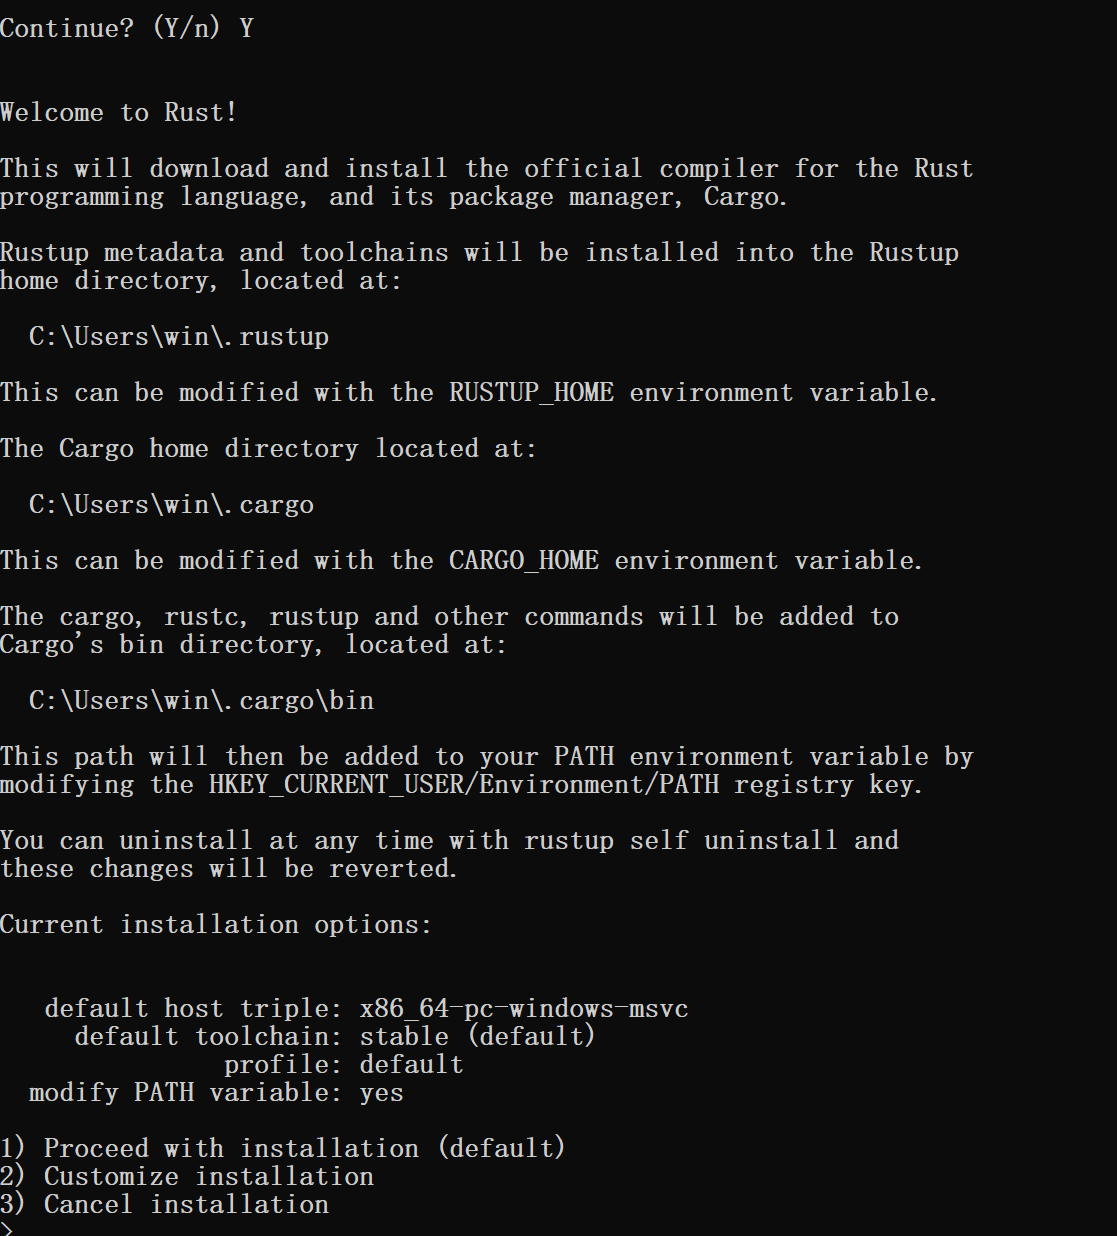 Continue? (Y/n) Y
Welcome to Rust!
This will download and install the official compiler for the Rust
programming language, and its package manager, Cargo.
Rustup metadata and toolchains will be installed into the Rustup
home directory, located at:
C:\Users\win\.rustup
This can be modified with the RUSTUP_HOME environment variable.
The Cargo home directory located at:
C:\Users\win\.cargo
This can be modified with the CARGO_HOME environment variable.
The cargo, rustc, rustup and other commands will be added to
Cargo's bin directory, located at:
C:\Users\win\.cargo\bin
This path will then be added to your PATH environment variable by
modifying the HKEY_CURRENT_USER/Environment/PATH registry key.
You can uninstall at any time with rustup self uninstall and
these changes will be reverted.
Current installation options:
default host triple: x86_64-pc-windows-msvc
default toolchain: stable (default)
profile: default
modify PATH variable: yes
1) Proceed with installation (default)
2) Customize installation
3) Cancel installation
>